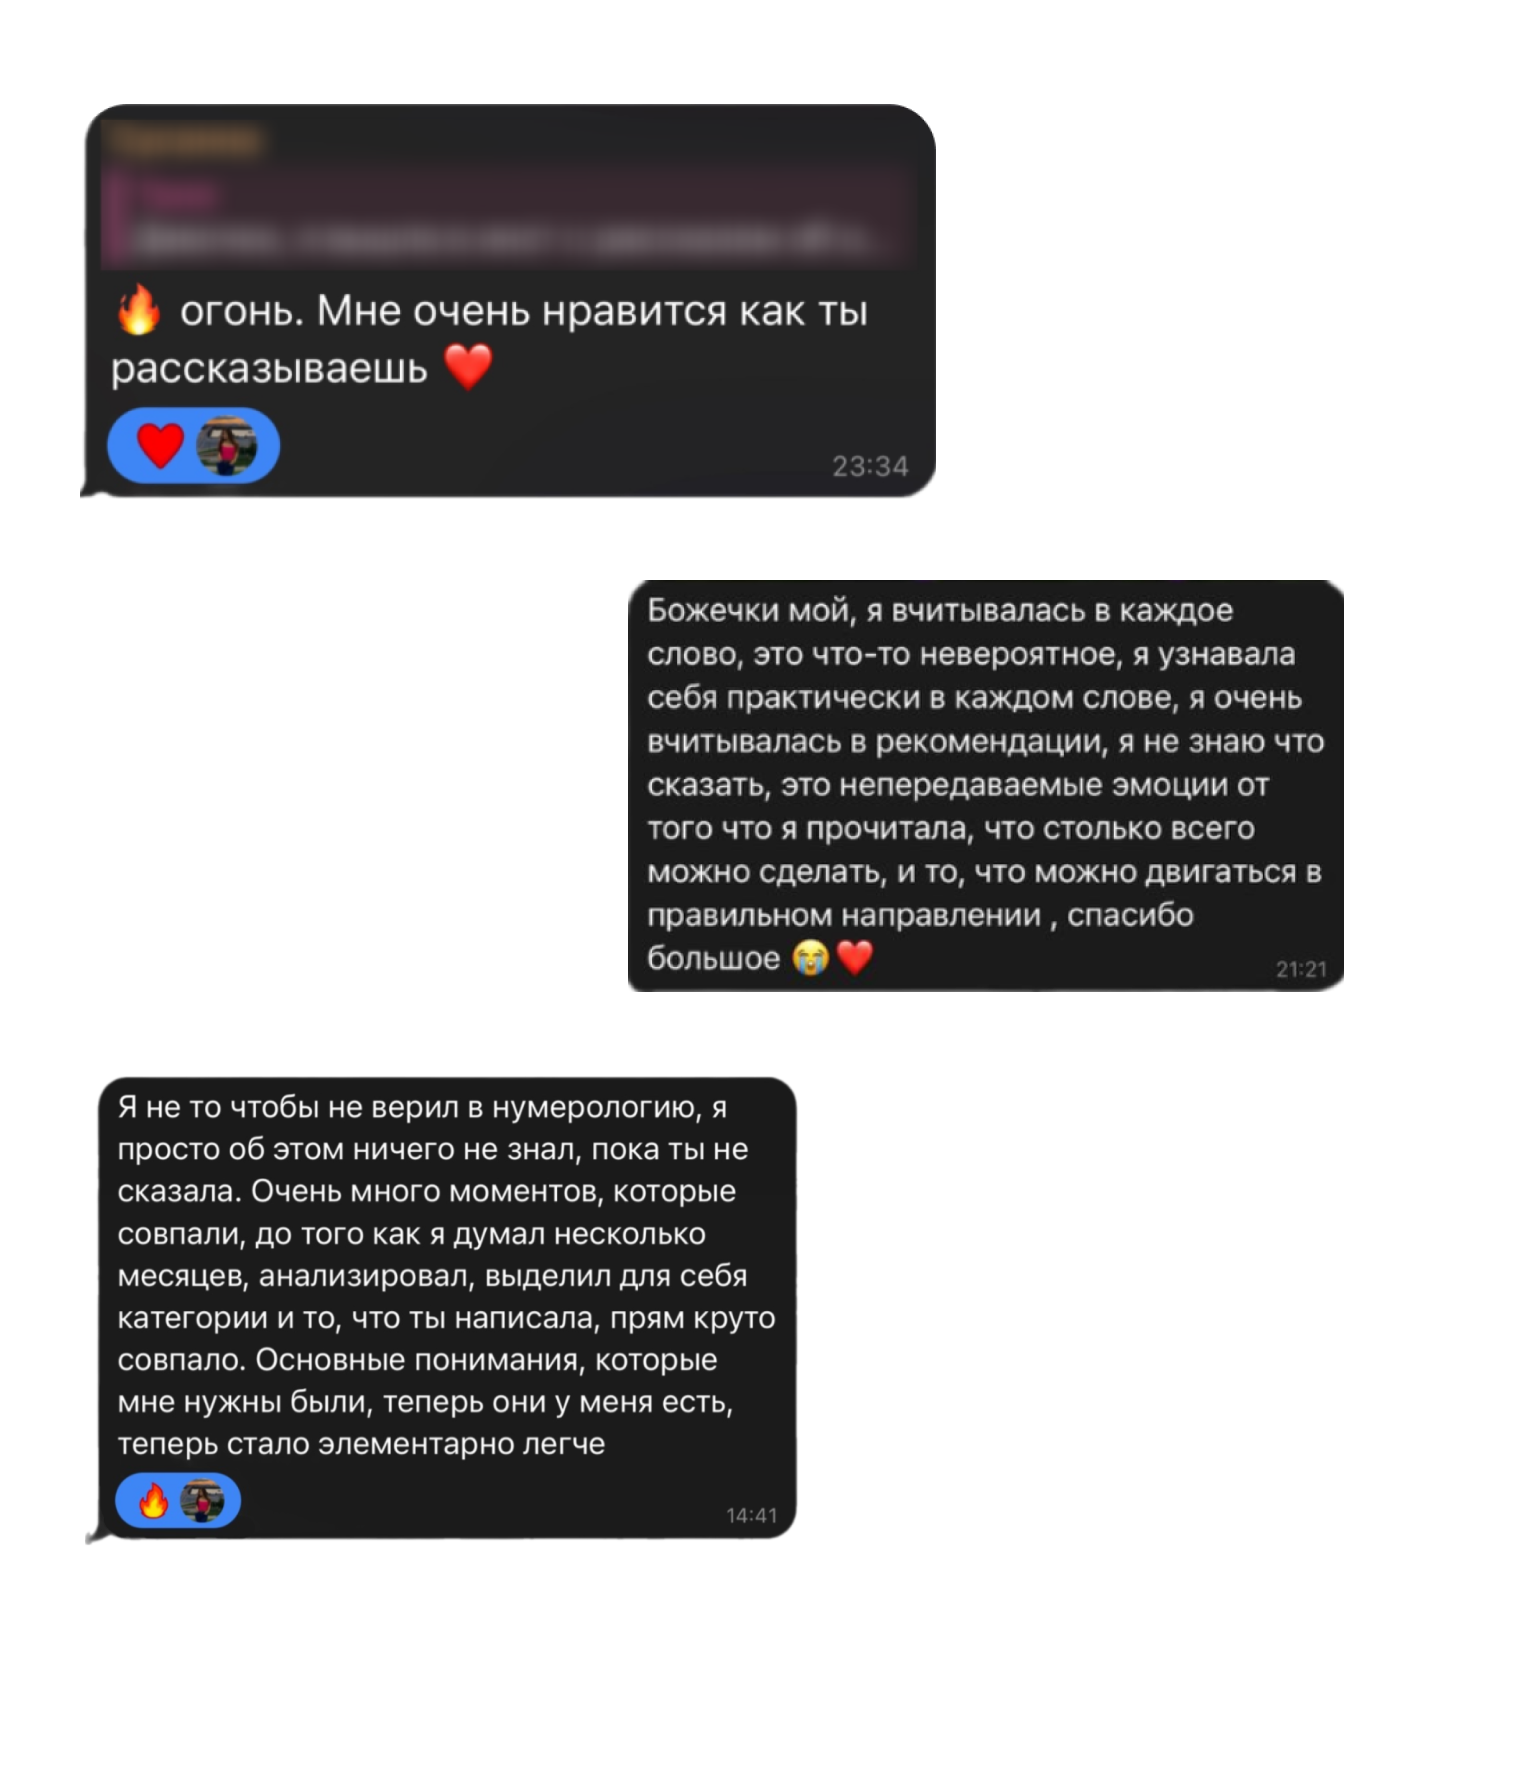 🔥 огонь. Мне очень нравится как ты
рассказываешь ❤️
23:34
Божечки мой, я вчитывалась в каждое
слово, это что-то невероятное, я узнавала
себя практически в каждом слове, я очень
вчитывалась в рекомендации, я не знаю что
сказать, это непередаваемые эмоции от
того что я прочитала, что столько всего
можно сделать, и то, что можно двигаться в
правильном направлении , спасибо
большое 😭❤️
21:21
Я не то чтобы не верил в нумерологию, я
просто об этом ничего не знал, пока ты не
сказала. Очень много моментов, которые
совпали, до того как я думал несколько
месяцев, анализировал, выделил для себя
категории и то, что ты написала, прям круто
совпало. Основные понимания, которые
мне нужны были, теперь они у меня есть,
теперь стало элементарно легче
14:41